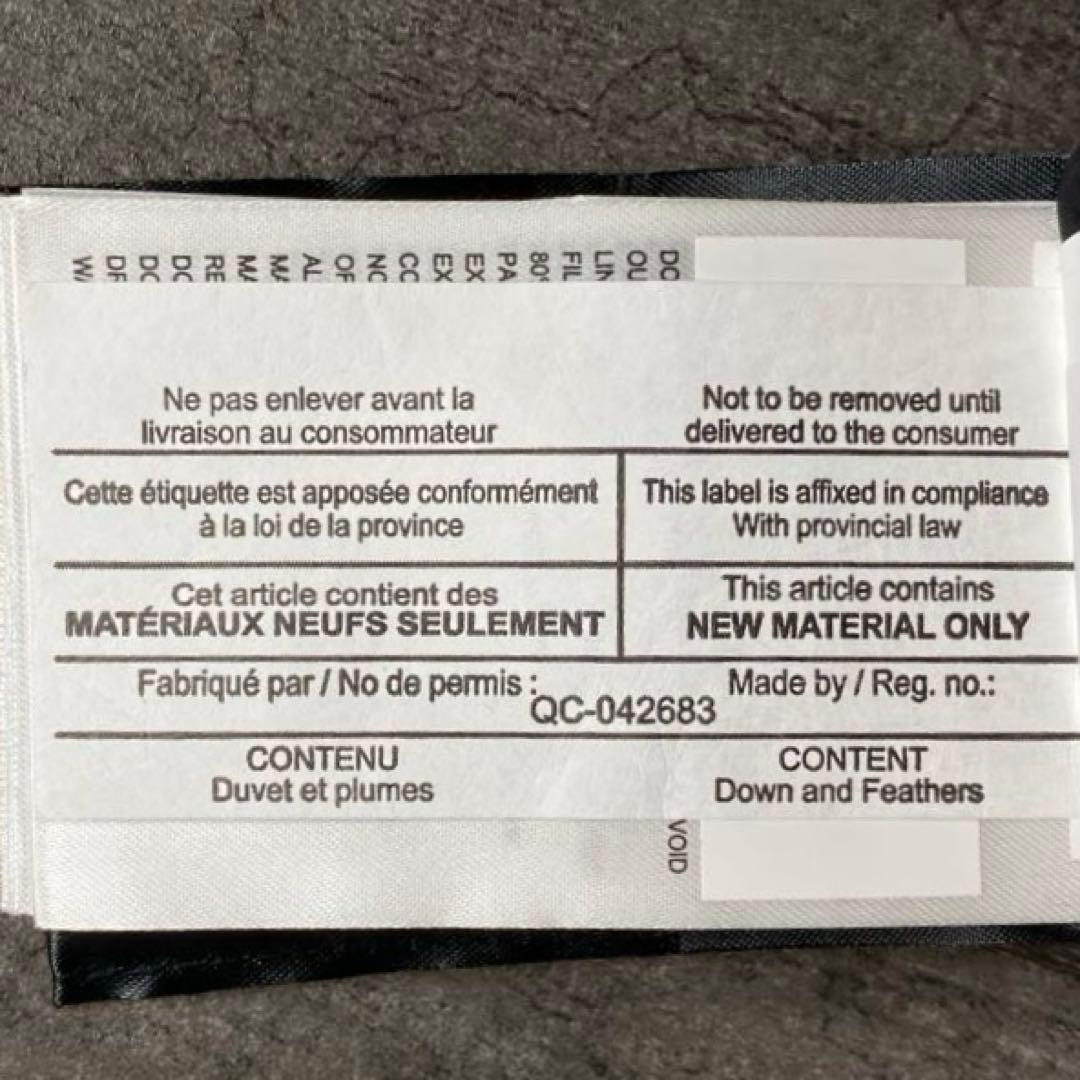 Ne pas enlever avant la
livraison au consommateur
Not to be removed until
delivered to the consumer
Cette étiquette est apposée conformément
à la loi de la province
This label is affixed in compliance
With provincial law
Cet article contient des
MATÉRIAUX NEUFS SEULEMENT
This article contains
NEW MATERIAL ONLY
Fabriqué par / No de permis :
Made by / Reg. no.:
QC-042683
CONTENU
Duvet et plumes
CONTENT
Down and Feathers
VOID